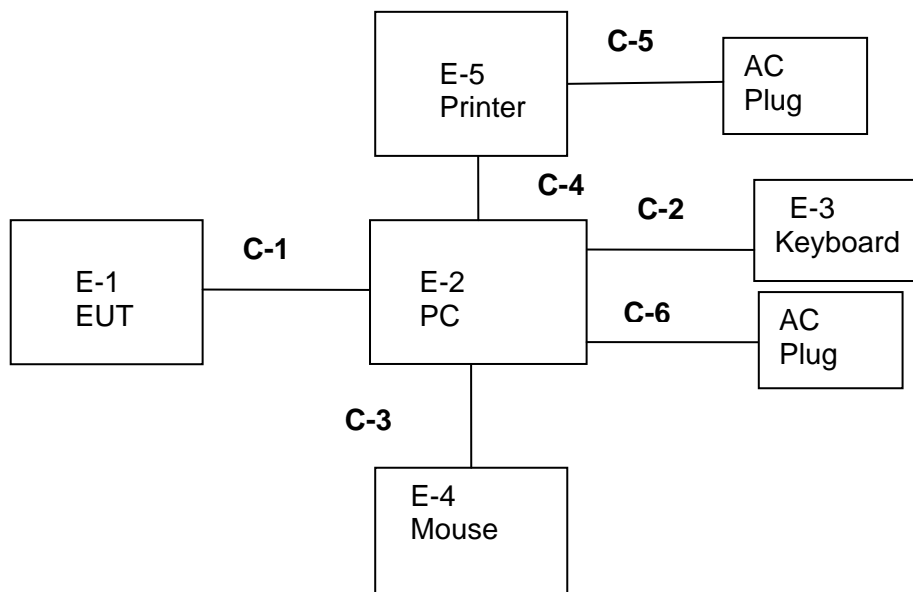 C-5
E-5
Printer
AC
Plug
C-4
C-2
E-3
Keyboard
C-1
E-1
EUT
E-2
PC
C-6
AC
Plug
C-3
E-4
Mouse